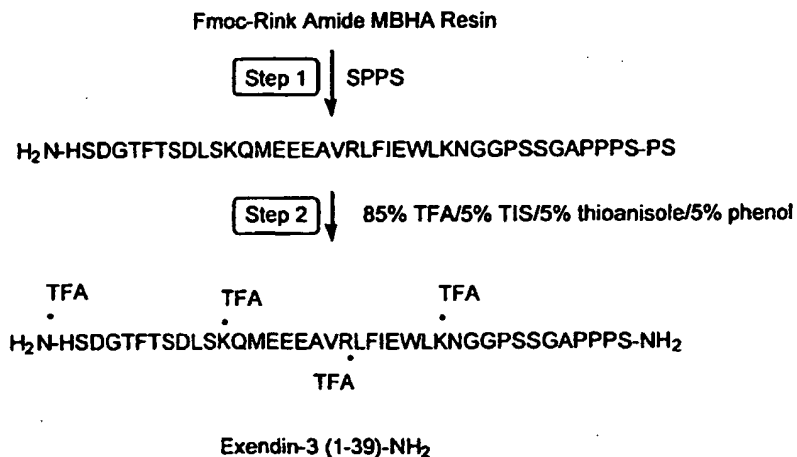 Fmoc-Rink Amide MBHA Resin
Step 1 SPPS
H₂N-HSDGTFTSDLSKQMEEEAVRLFIEWLKNGGPSSGAPPPS-PS
Step 2 85% TFA/5% TIS/5% thioanisole/5% phenol
TFA TFA TFA
H₂N-HSDGTFTSDLSKQMEEEAVRLFIEWLKNGGPSSGAPPPS-NH₂
TFA
Exendin-3 (1-39)-NH₂